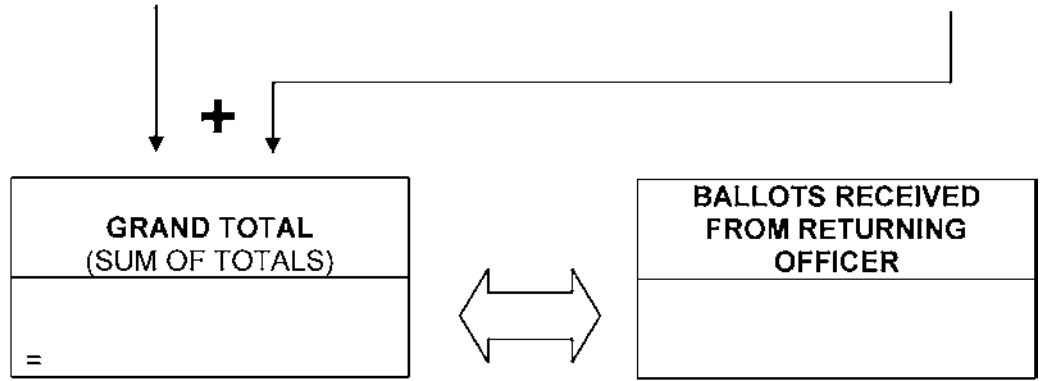 +
GRAND TOTAL
(SUM OF TOTALS)
=
BALLOTS RECEIVED
FROM RETURNING
OFFICER